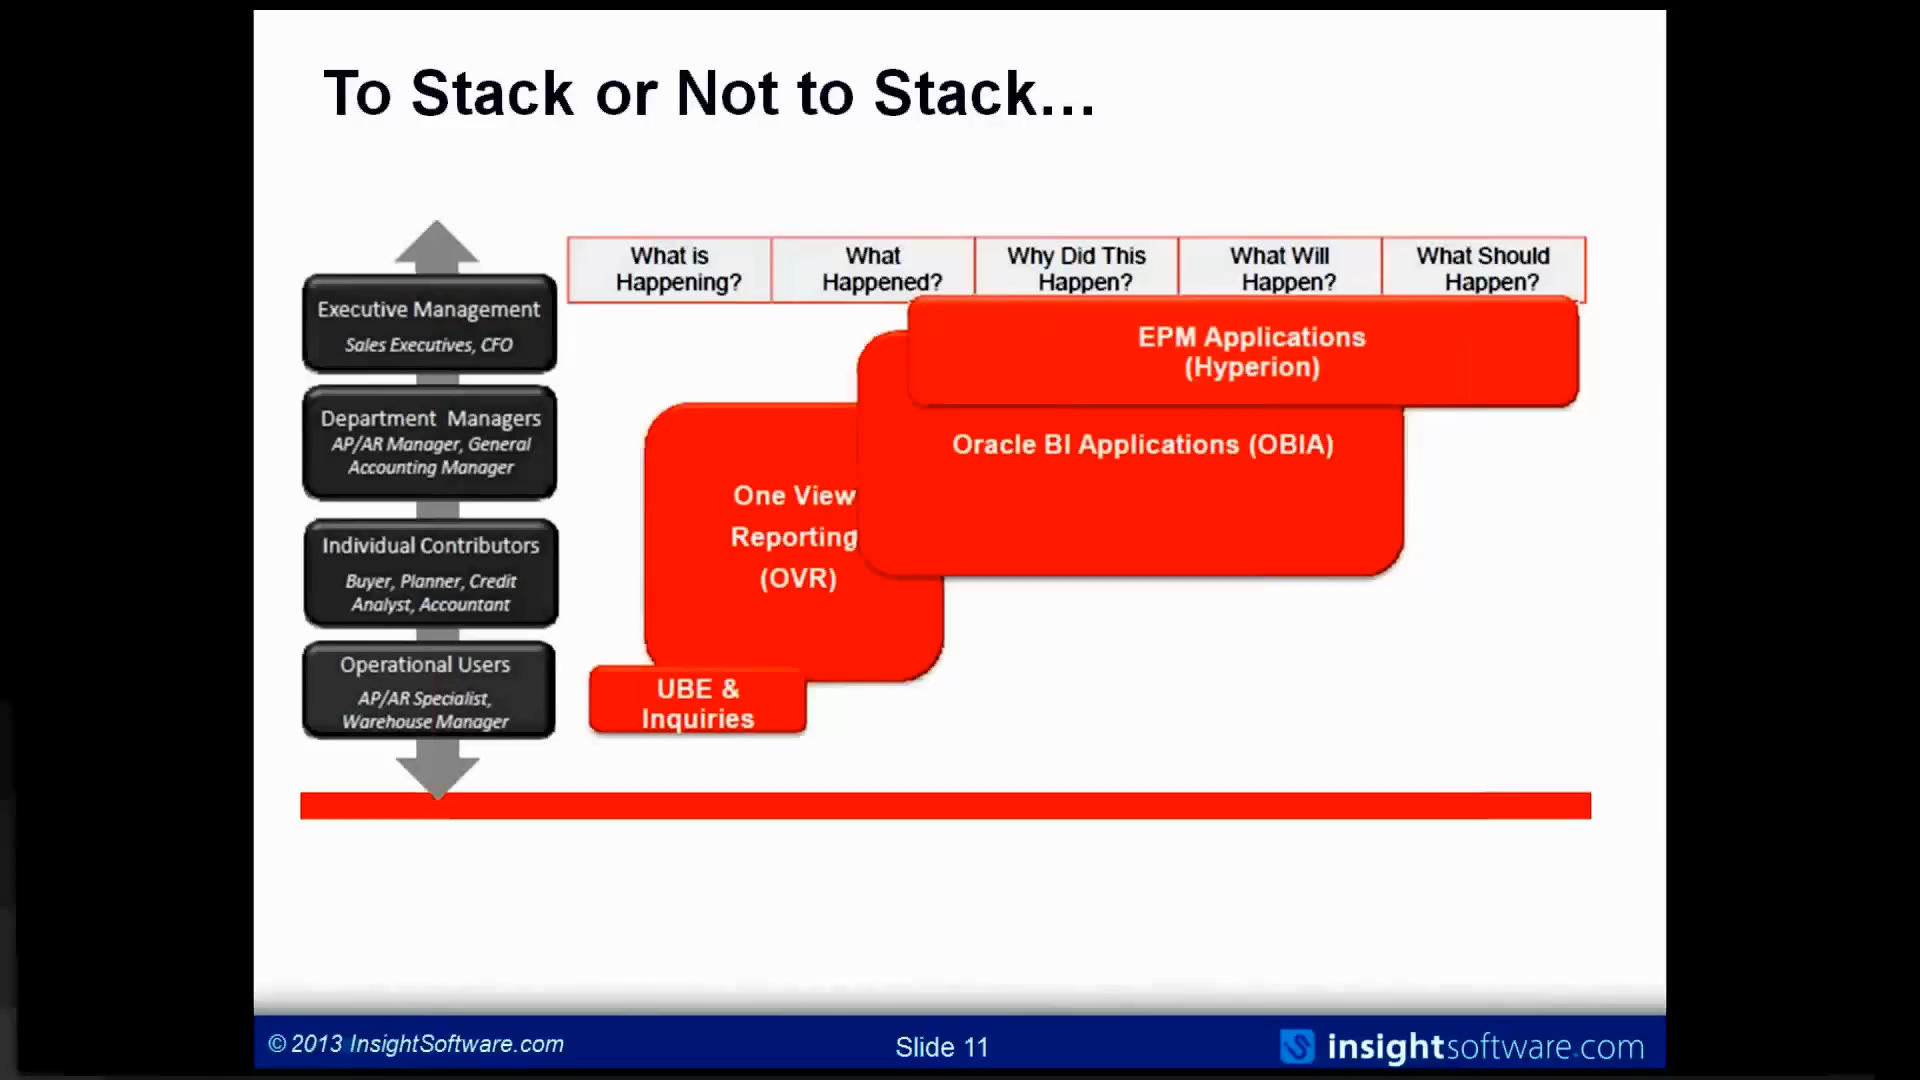 To Stack or Not to Stack...
What is
Happening?
What
Happened?
Why Did This
Happen?
What Will
Happen?
What Should
Happen?
Executive Management
Sales Executives, CFO
Department Managers
AP/AR Manager, General
Accounting Manager
Individual Contributors
Buyer, Planner, Credit
Analyst, Accountant
Operational Users
AP/AR Specialist,
Warehouse Manager
EPM Applications
(Hyperion)
Oracle BI Applications (OBIA)
One View
Reporting
(OVR)
UBE &
Inquiries
© 2013 InsightSoftware.com
Slide 11
insightsoftware.com